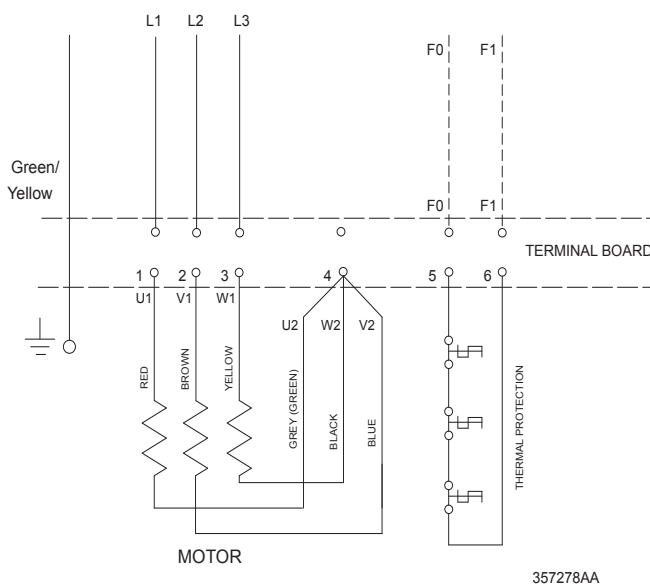 L1 L2 L3
F0 F1
Green/
Yellow
F0 F1
TERMINAL BOARD
1 2 3 4 5 6
U1 V1 W1
U2 W2 V2
RED
BROWN
YELLOW
GREY (GREEN)
BLACK
BLUE
THERMAL PROTECTION
MOTOR
357278AA